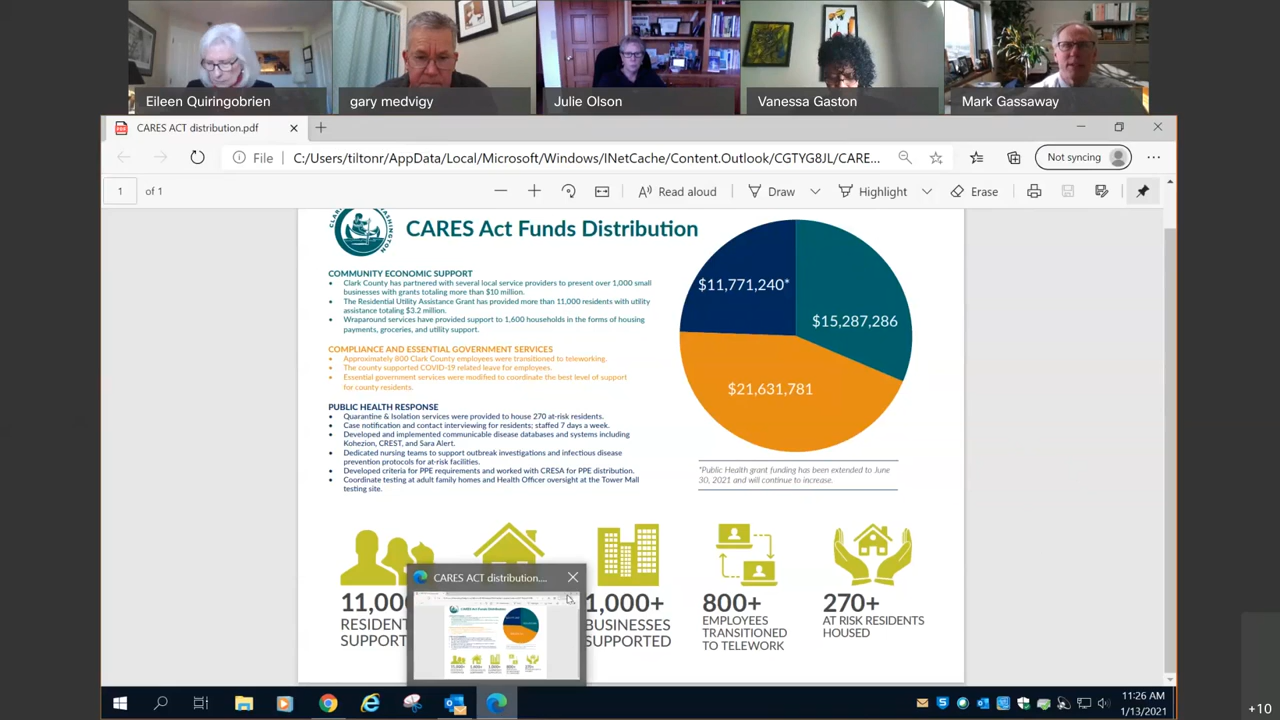 Eileen Quiringobrien
gary medvigy
Julie Olson
Vanessa Gaston
Mark Gassaway
CARES ACT distribution.pdf
File
C:/Users/tiltonr/AppData/Local/Microsoft/Windows/INetCache/Content.Outlook/CGTYG8JL/CARE...
Not syncing
1 of 1
Read aloud
Draw
Highlight
Erase
CARES Act Funds Distribution
COMMUNITY ECONOMIC SUPPORT
• Clark County has partnered with several local service providers to present over 1,000 small
businesses with grants totaling more than $10 million.
• The Residential Utility Assistance Grant has provided more than 11,000 residents with utility
assistance totaling $3.2 million.
• Wraparound services have provided support to 1,600 households in the forms of housing
payments, groceries, and utility support.
COMPLIANCE AND ESSENTIAL GOVERNMENT SERVICES
• Approximately 800 Clark County employees were transitioned to teleworking.
• The county supported COVID-19 related leave for employees.
• Essential government services were modified to coordinate the best level of support
for county residents.
PUBLIC HEALTH RESPONSE
• Quarantine & Isolation services were provided to house 270 at-risk residents.
• Case notification and contact interviewing for residents; staffed 7 days a week.
• Developed and implemented communicable disease databases and systems including
Kohezion, CREST, and Sara Alert.
• Dedicated nursing teams to support outbreak investigations and infectious disease
prevention protocols for at-risk facilities.
• Developed criteria for PPE requirements and worked with CRESA for PPE distribution.
• Coordinate testing at adult family homes and Health Officer oversight at the Tower Mall
testing site.
$11,771,240*
$15,287,286
$21,631,781
*Public Health grant funding has been extended to June
30, 2021 and will continue to increase.
11,00
RESIDENT
SUPPORT
CARES ACT distribution....
1,000+
BUSINESSES
SUPPORTED
800+
EMPLOYEES
TRANSITIONED
TO TELEWORK
270+
AT RISK RESIDENTS
HOUSED
11:26 AM
1/13/2021
+10